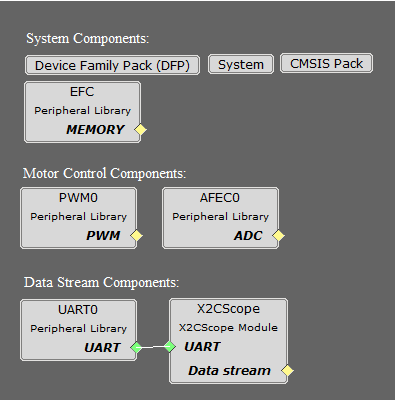 System Components:
Device Family Pack (DFP) System CMSIS Pack
EFC
Peripheral Library
MEMORY
Motor Control Components:
PWM0
Peripheral Library
PWM
AFEC0
Peripheral Library
ADC
Data Stream Components:
UART0
Peripheral Library
UART
X2CScope
X2CScope Module
UART
Data stream